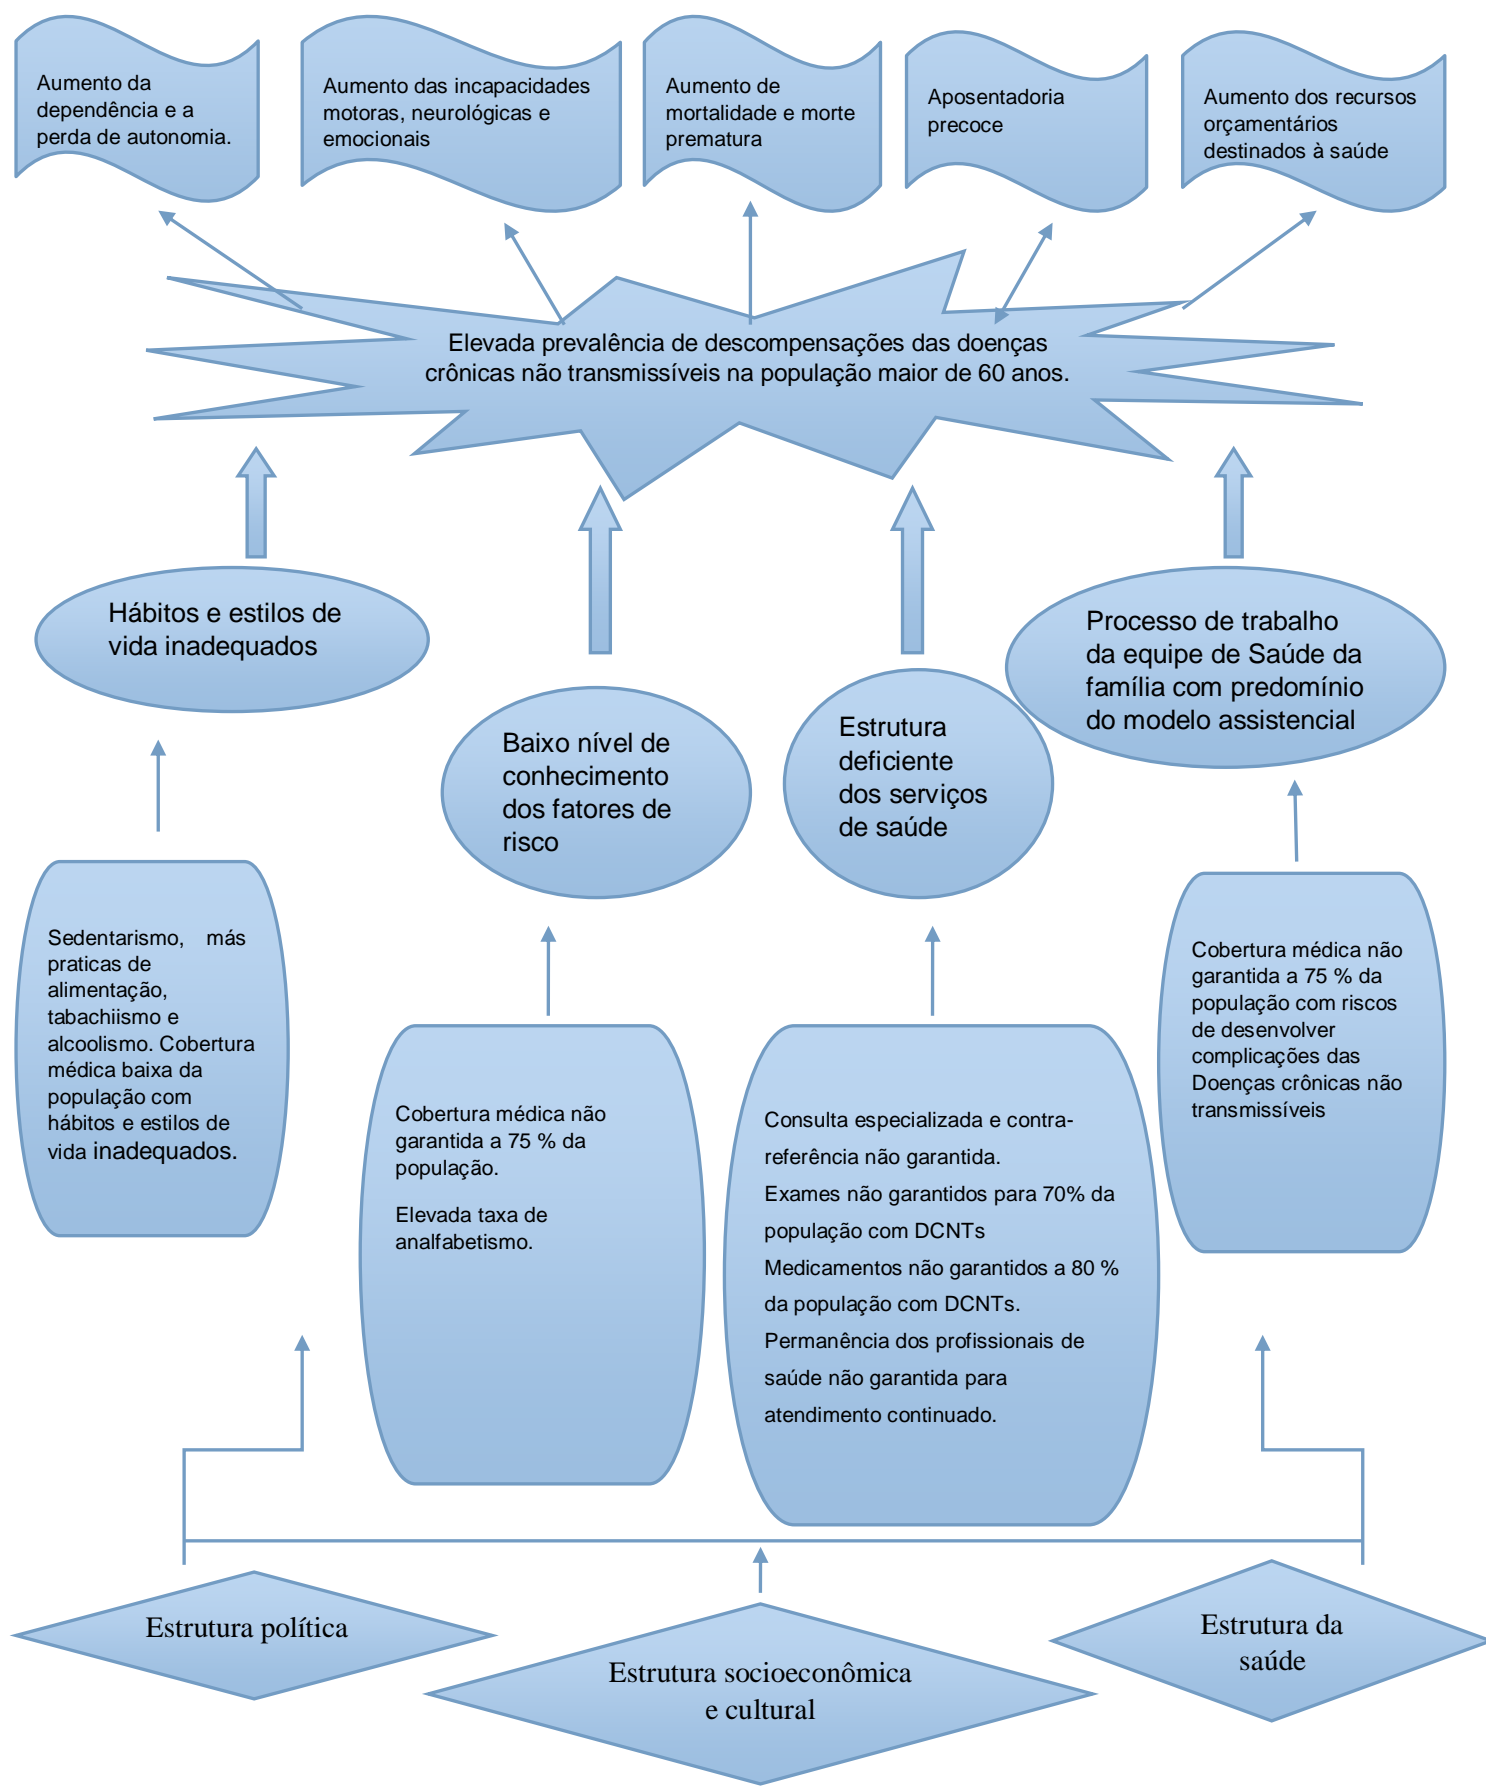 Aumento da
dependência e a
perda de autonomia.
Aumento das incapacidades
motoras, neurológicas e
emocionais
Aumento de
mortalidade e morte
prematura
Aposentadoria
precoce
Aumento dos recursos
orçamentários
destinados à saúde
Elevada prevalência de descompensações das doenças
crônicas não transmissíveis na população maior de 60 anos.
Hábitos e estilos de
vida inadequados
Baixo nível de
conhecimento
dos fatores de
risco
Estrutura
deficiente
dos serviços
de saúde
Processo de trabalho
da equipe de Saúde da
família com predomínio
do modelo assistencial
Sedentarismo, más
praticas de
alimentação,
tabachiismo e
alcoolismo. Cobertura
médica baixa da
população com
hábitos e estilos de
vida inadequados.
Cobertura médica não
garantida a 75 % da
população.
Elevada taxa de
analfabetismo.
Consulta especializada e contra-
referência não garantida.
Exames não garantidos para 70% da
população com DCNTs
Medicamentos não garantidos a 80 %
da população com DCNTs.
Permanência dos profissionais de
saúde não garantida para
atendimento continuado.
Cobertura médica não
garantida a 75 % da
população com riscos
de desenvolver
complicações das
Doenças crônicas não
transmissíveis
Estrutura política
Estrutura socioeconômica
e cultural
Estrutura da
saúde